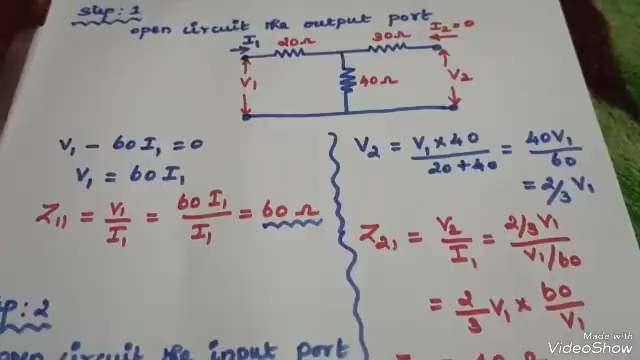 Step: 1
open circuit the output port
I₁ 20Ω 30Ω I₂=0
V₁ 40Ω V₂
V₁ - 60 I₁ = 0
V₁ = 60 I₁
Z₁₁ = V₁/I₁ = 60 I₁/I₁ = 60 Ω
V₂ = V₁ × 40/20+40 = 40V₁/60
= 2/3 V₁
Z₂₁ = V₂/I₁ = 2/3 V₁/V₁/60
= 2/3 V₁ × 60/V₁
p: 2
open circuit the input port
Made with
VideoShow